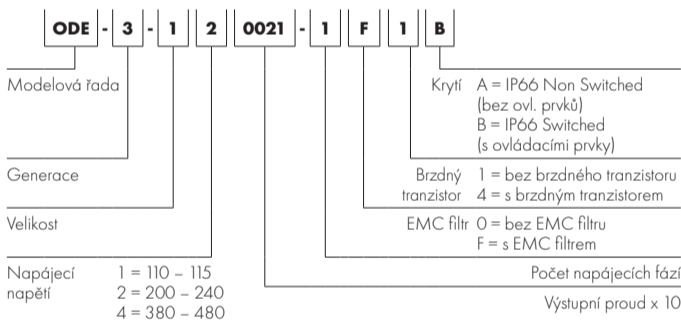 ODE - 3 - 1 2 0021 - 1 F 1 B
Modelová řada
Generace
Velikost
Napájecí napětí
1 = 110 – 115
2 = 200 – 240
4 = 380 – 480
Krytí A = IP66 Non Switched
(bez ovl. prvků)
B = IP66 Switched
(s ovládacími prvky)
Brzdný 1 = bez brzdného tranzistoru
tranzistor 4 = s brzdným tranzistorem
EMC filtr 0 = bez EMC filtru
F = s EMC filtrem
Počet napájecích fází
Výstupní proud x 10